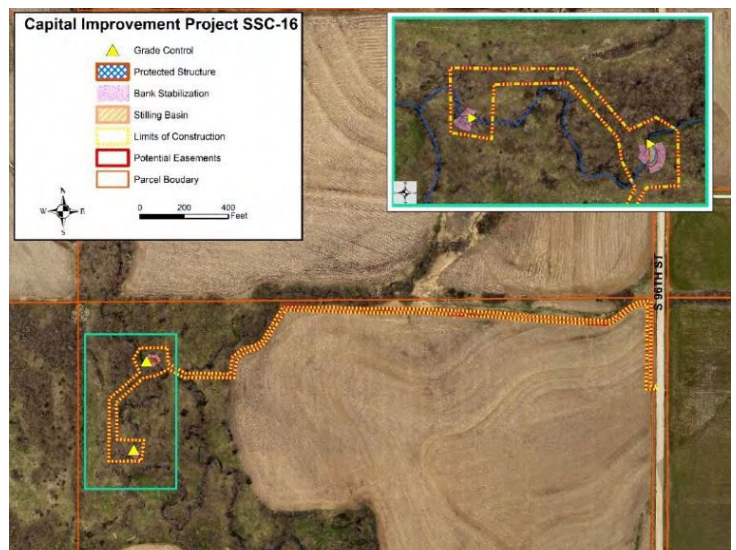 Capital Improvement Project SSC-16
Grade Control
Protected Structure
Bank Stabilization
Stilling Basin
Limits of Construction
Potential Easements
Parcel Boudary
N
W E
S
0 200 400
Feet
S 96TH ST